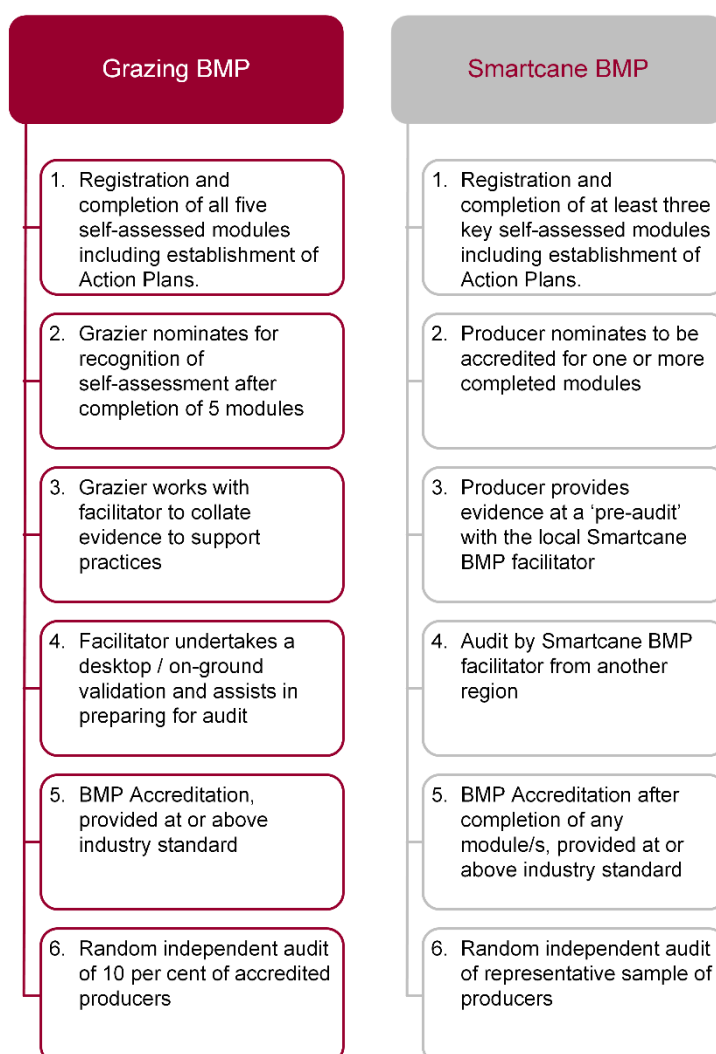 Grazing BMP
1. Registration and
completion of all five
self-assessed modules
including establishment of
Action Plans.
2. Grazier nominates for
recognition of
self-assessment after
completion of 5 modules
3. Grazier works with
facilitator to collate
evidence to support
practices
4. Facilitator undertakes a
desktop / on-ground
validation and assists in
preparing for audit
5. BMP Accreditation,
provided at or above
industry standard
6. Random independent audit
of 10 per cent of accredited
producers
Smartcane BMP
1. Registration and
completion of at least three
key self-assessed modules
including establishment of
Action Plans.
2. Producer nominates to be
accredited for one or more
completed modules
3. Producer provides
evidence at a ‘pre-audit’
with the local Smartcane
BMP facilitator
4. Audit by Smartcane BMP
facilitator from another
region
5. BMP Accreditation after
completion of any
module/s, provided at or
above industry standard
6. Random independent audit
of representative sample of
producers